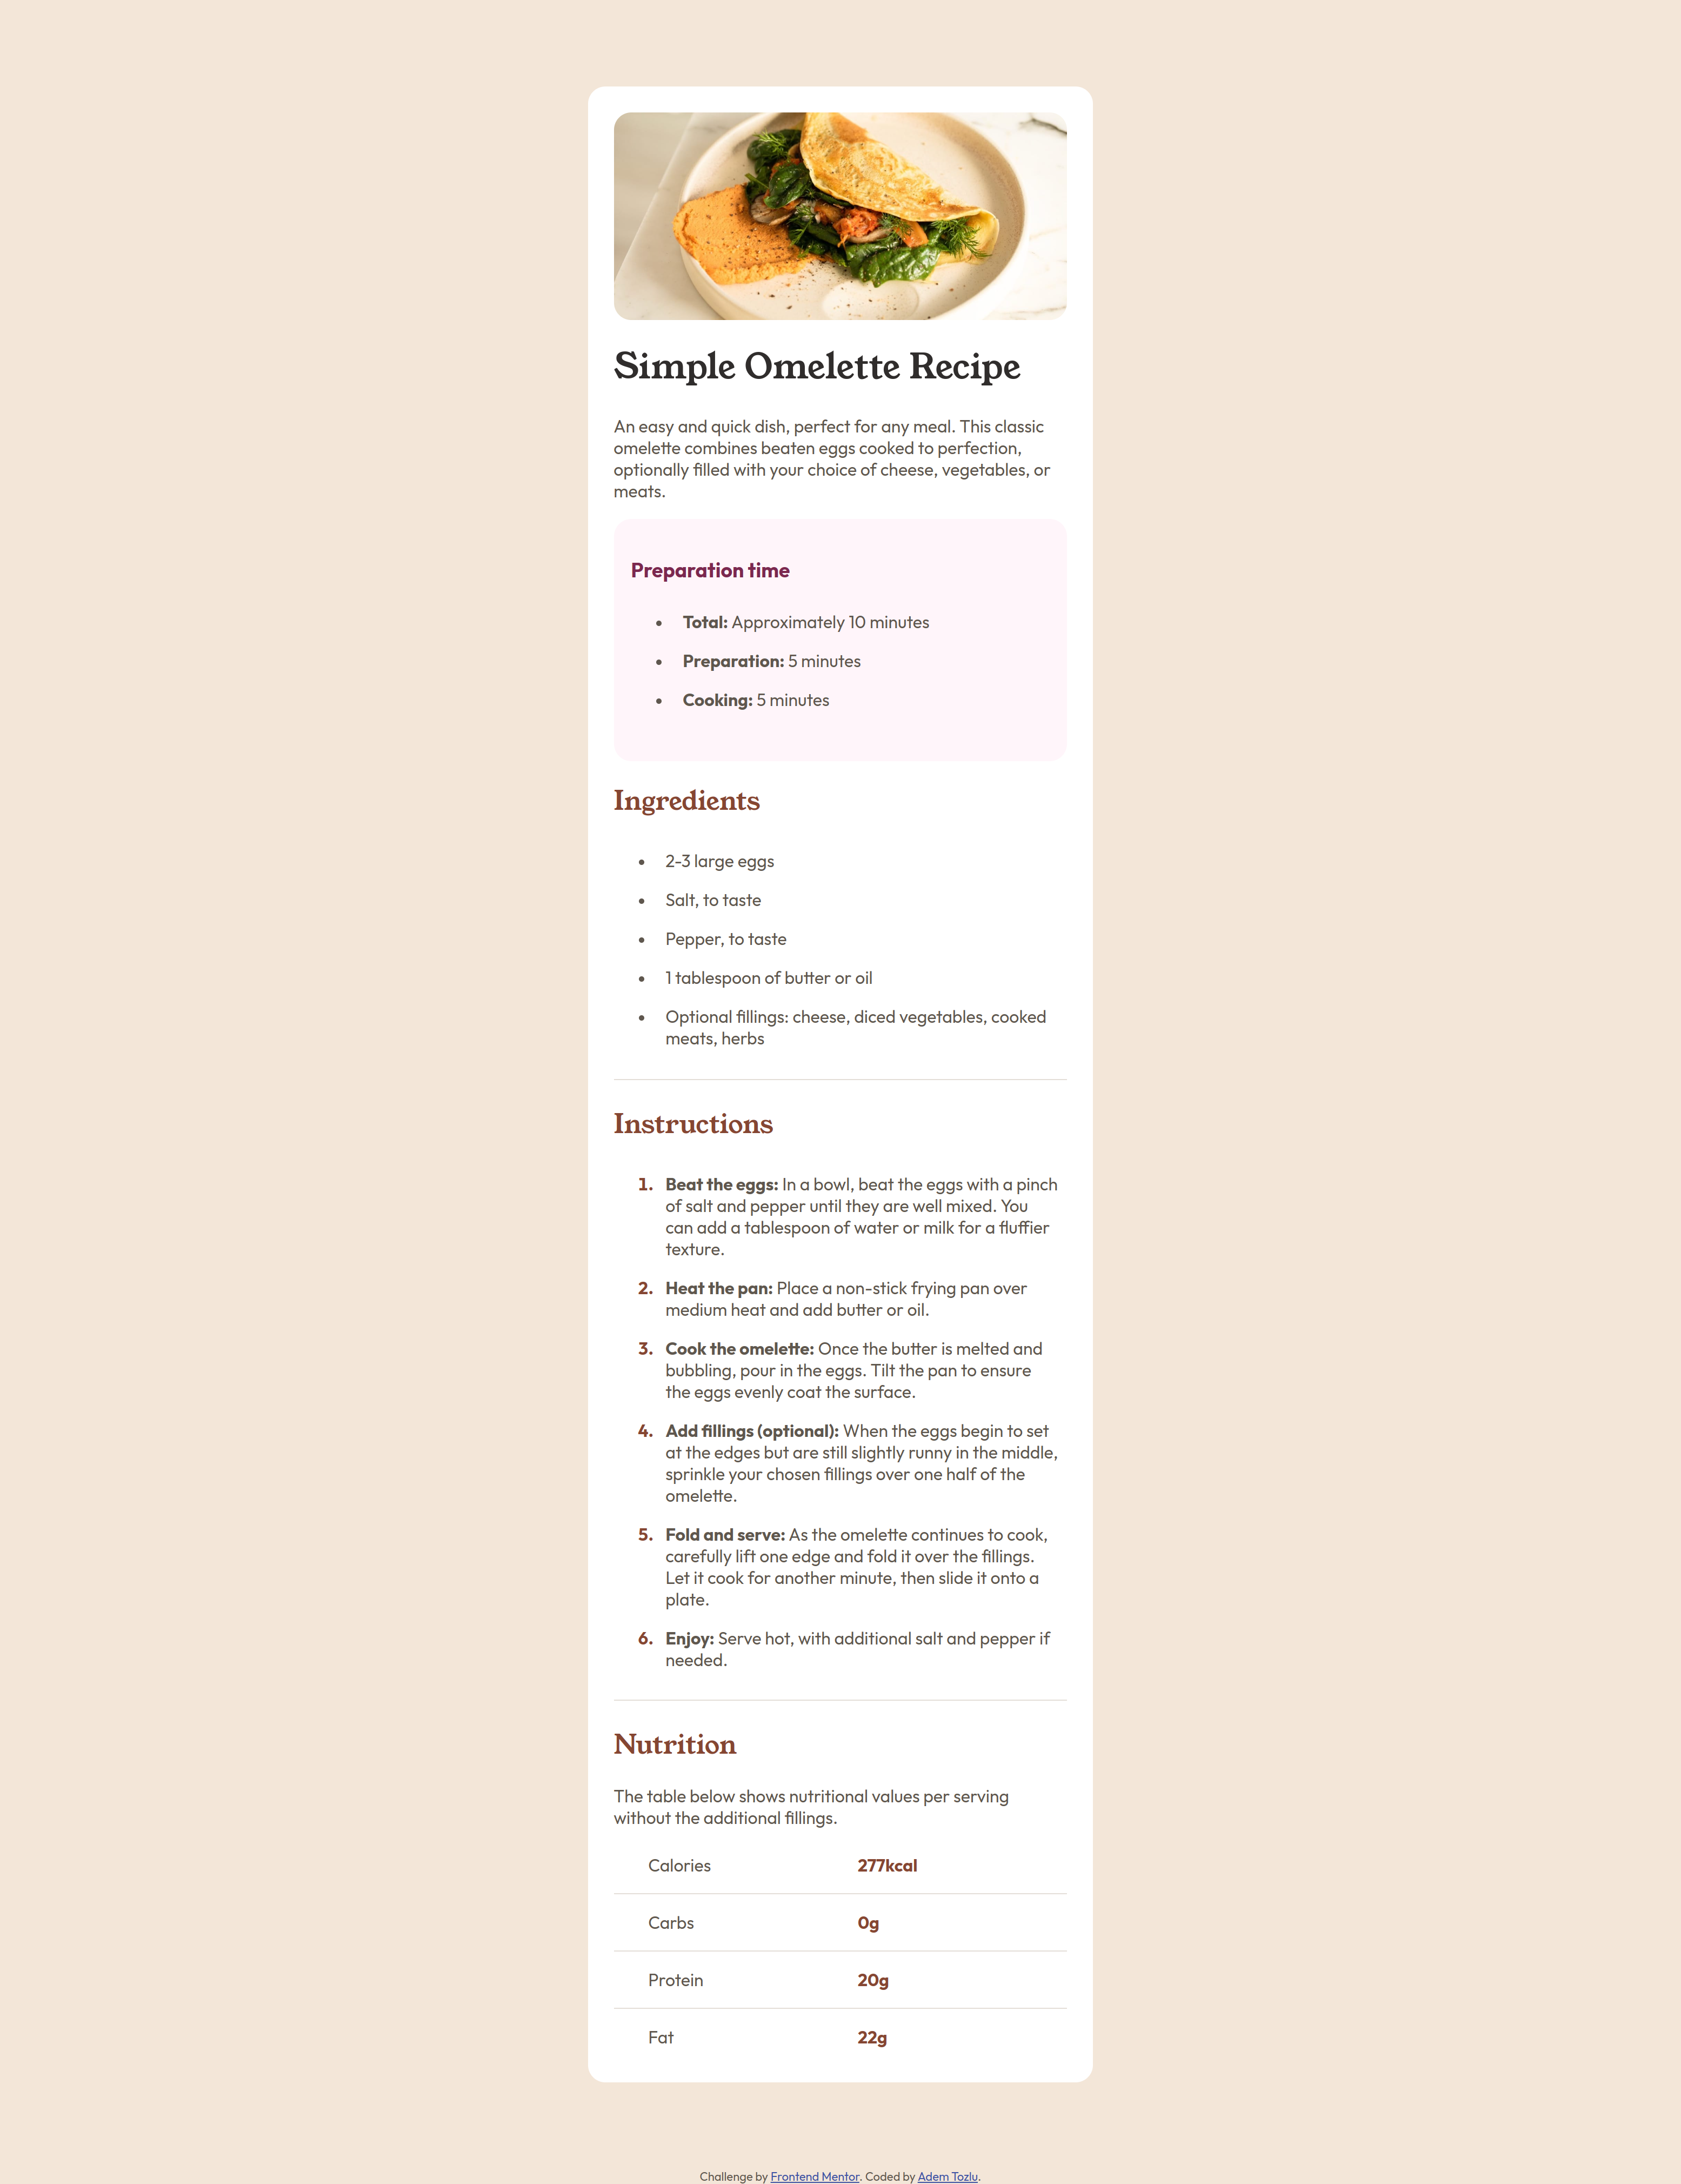 Simple Omelette Recipe
An easy and quick dish, perfect for any meal. This classic
omelette combines beaten eggs cooked to perfection,
optionally filled with your choice of cheese, vegetables, or
meats.
Preparation time
• Total: Approximately 10 minutes
• Preparation: 5 minutes
• Cooking: 5 minutes
Ingredients
• 2-3 large eggs
• Salt, to taste
• Pepper, to taste
• 1 tablespoon of butter or oil
• Optional fillings: cheese, diced vegetables, cooked
meats, herbs
Instructions
1. Beat the eggs: In a bowl, beat the eggs with a pinch
of salt and pepper until they are well mixed. You
can add a tablespoon of water or milk for a fluffier
texture.
2. Heat the pan: Place a non-stick frying pan over
medium heat and add butter or oil.
3. Cook the omelette: Once the butter is melted and
bubbling, pour in the eggs. Tilt the pan to ensure
the eggs evenly coat the surface.
4. Add fillings (optional): When the eggs begin to set
at the edges but are still slightly runny in the middle,
sprinkle your chosen fillings over one half of the
omelette.
5. Fold and serve: As the omelette continues to cook,
carefully lift one edge and fold it over the fillings.
Let it cook for another minute, then slide it onto a
plate.
6. Enjoy: Serve hot, with additional salt and pepper if
needed.
Nutrition
The table below shows nutritional values per serving
without the additional fillings.
Calories 277kcal
Carbs 0g
Protein 20g
Fat 22g
Challenge by Frontend Mentor. Coded by Adem Tozlu.